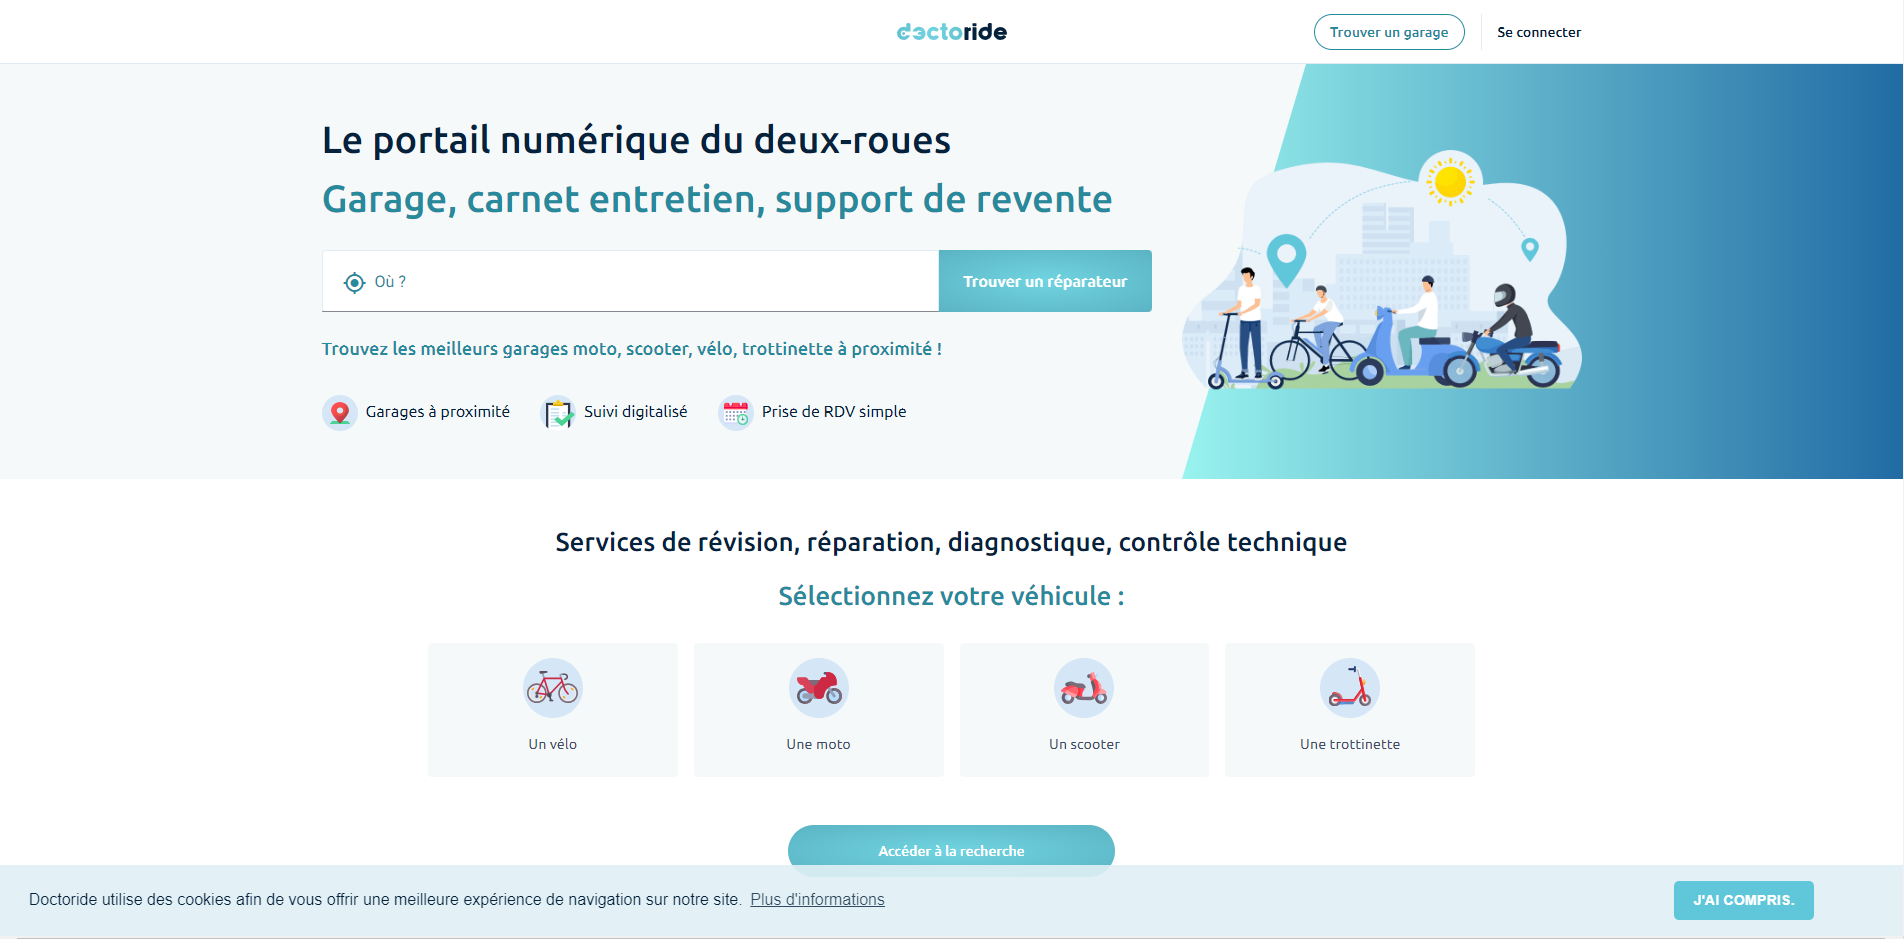 doctoride
Trouver un garage
Se connecter
Le portail numérique du deux-roues
Garage, carnet entretien, support de revente
Où ?
Trouver un réparateur
Trouvez les meilleurs garages moto, scooter, vélo, trottinette à proximité !
Garages à proximité
Suivi digitalisé
Prise de RDV simple
Services de révision, réparation, diagnostique, contrôle technique
Sélectionnez votre véhicule :
Un vélo
Une moto
Un scooter
Une trottinette
Accéder à la recherche
Doctoride utilise des cookies afin de vous offrir une meilleure expérience de navigation sur notre site. Plus d'informations
J'AI COMPRIS.